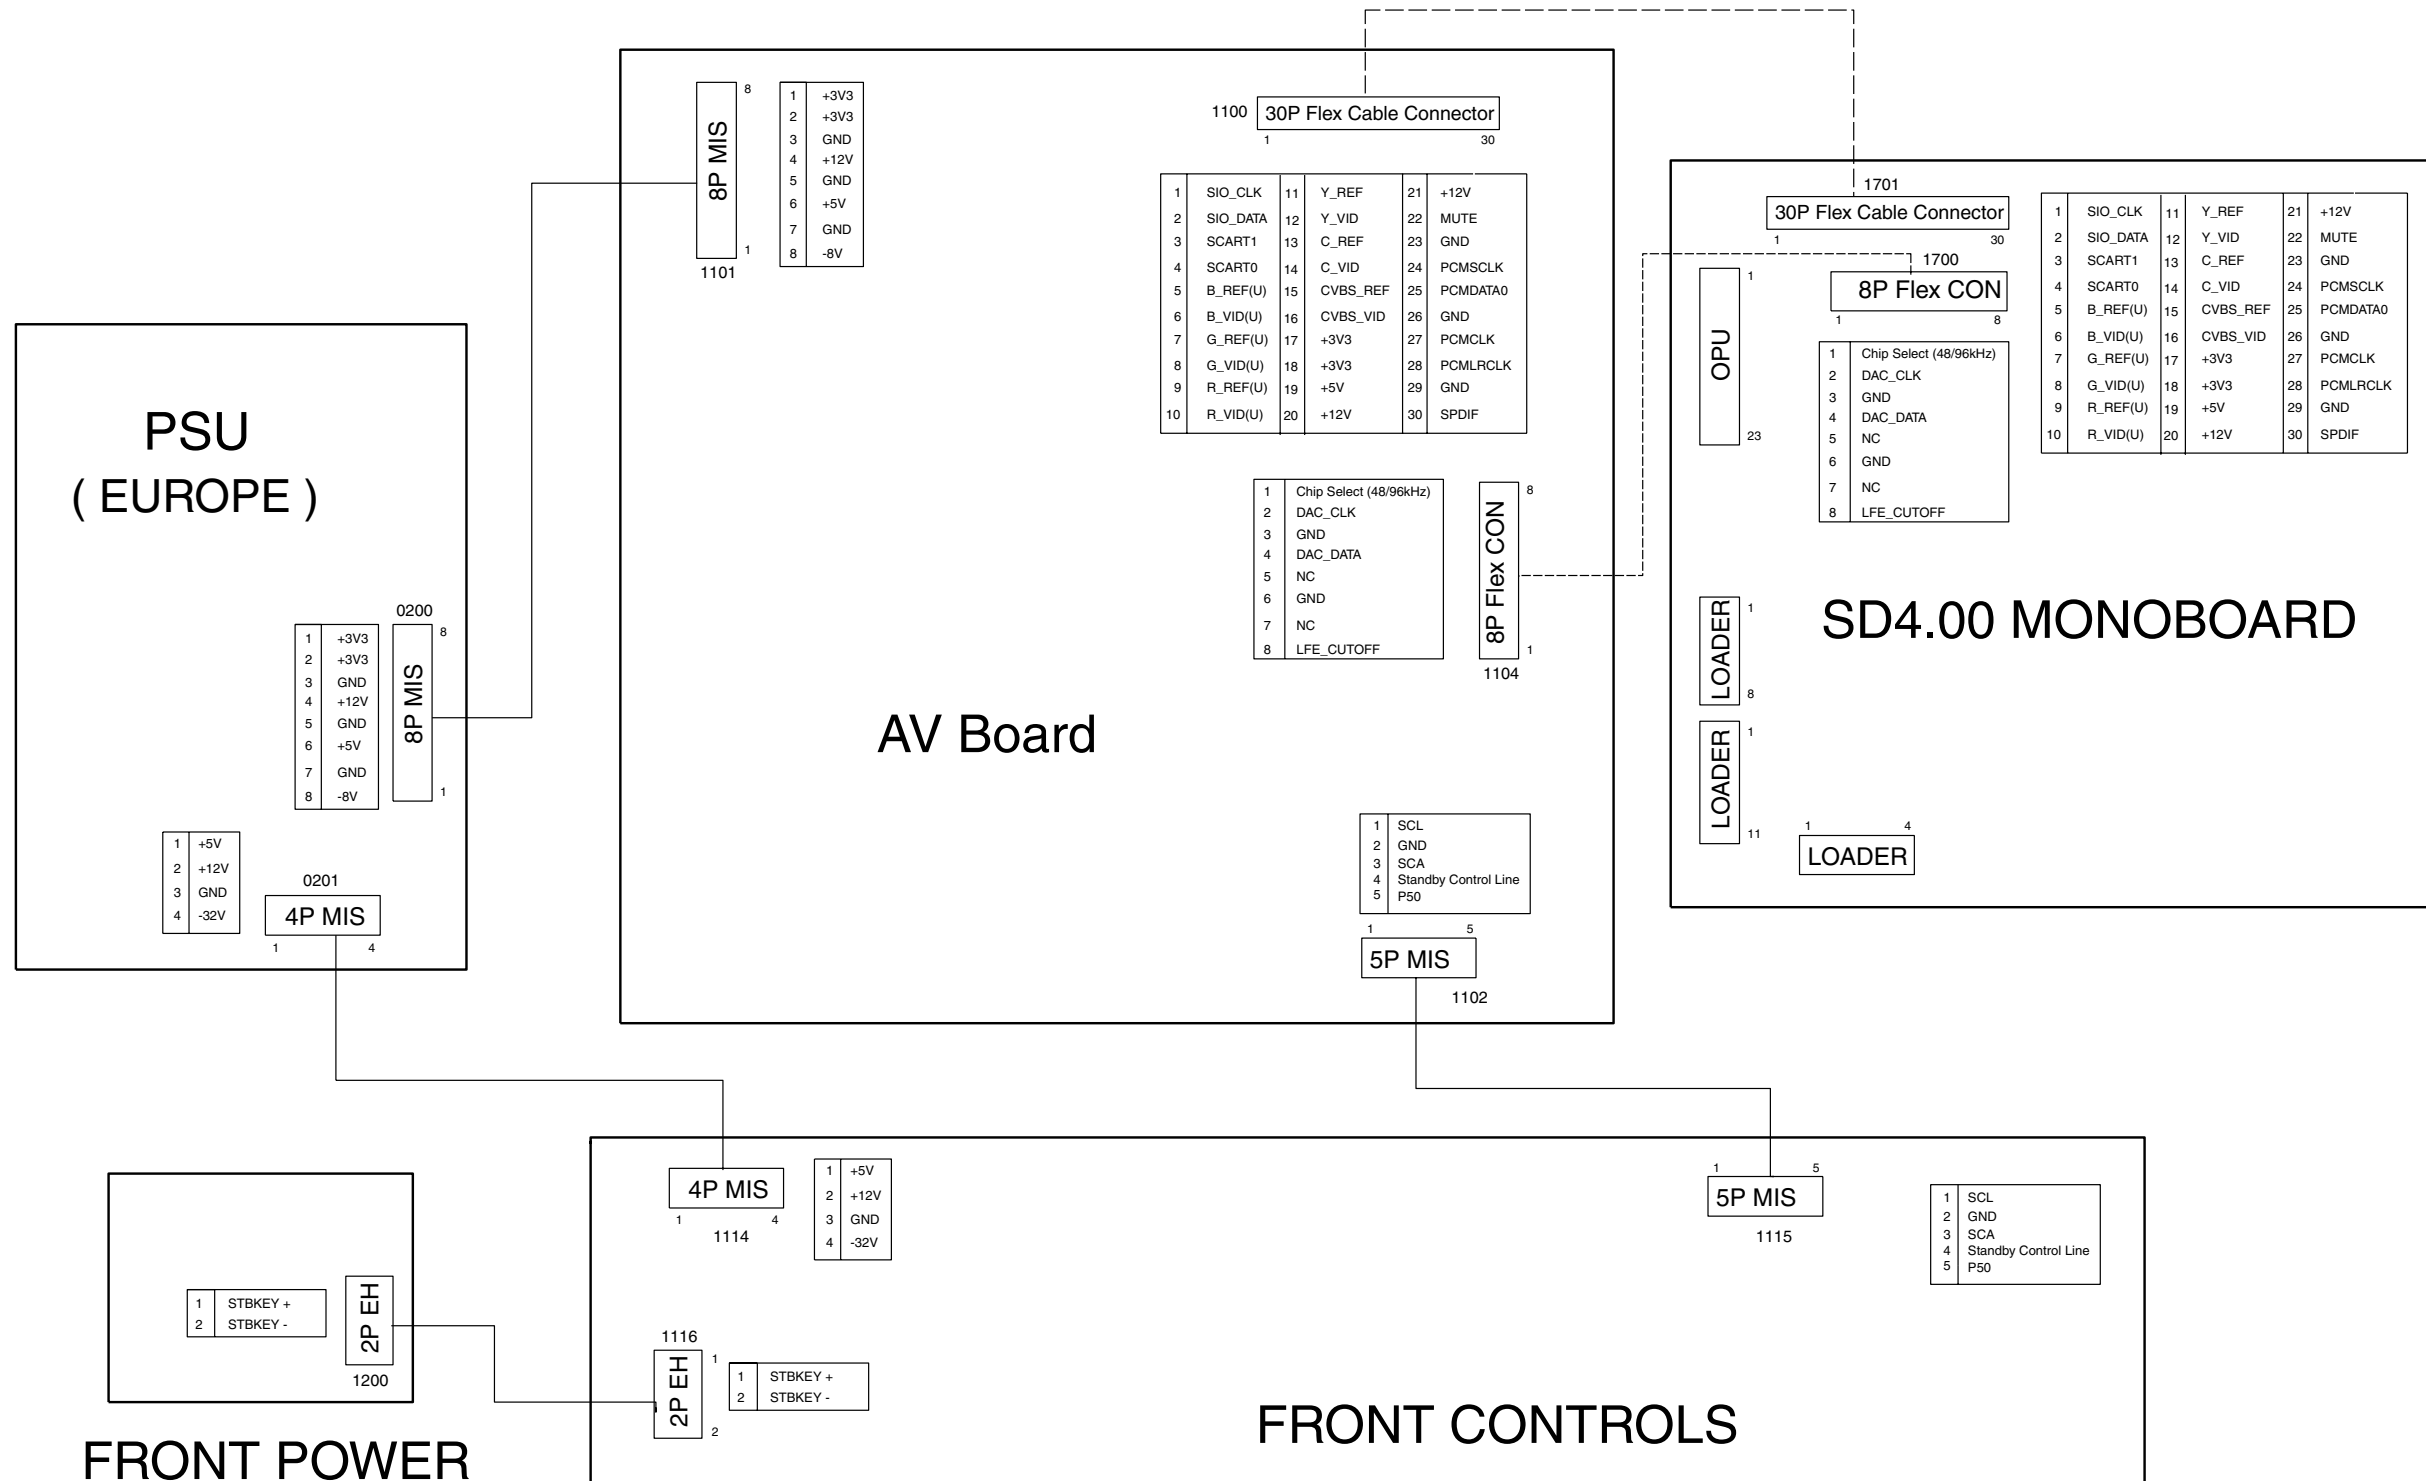 PSU
( EUROPE )
0200
8P MIS
8
1
1 +3V3
2 +3V3
3 GND
4 +12V
5 GND
6 +5V
7 GND
8 -8V
1 +5V
2 +12V
3 GND
4 -32V
0201
4P MIS
1 4
8P MIS
8
1
1101
1 +3V3
2 +3V3
3 GND
4 +12V
5 GND
6 +5V
7 GND
8 -8V
1100 30P Flex Cable Connector
1 30
1 SIO_CLK 11 Y_REF 21 +12V
2 SIO_DATA 12 Y_VID 22 MUTE
3 SCART1 13 C_REF 23 GND
4 SCART0 14 C_VID 24 PCMSCLK
5 B_REF(U) 15 CVBS_REF 25 PCMDATA0
6 B_VID(U) 16 CVBS_VID 26 GND
7 G_REF(U) 17 +3V3 27 PCMCLK
8 G_VID(U) 18 +3V3 28 PCMLRCLK
9 R_REF(U) 19 +5V 29 GND
10 R_VID(U) 20 +12V 30 SPDIF
1 Chip Select (48/96kHz)
2 DAC_CLK
3 GND
4 DAC_DATA
5 NC
6 GND
7 NC
8 LFE_CUTOFF
8P Flex CON
8
1
1104
AV Board
1 SCL
2 GND
3 SCA
4 Standby Control Line
5 P50
1 5
5P MIS
1102
1701
30P Flex Cable Connector
1 30
1700
8P Flex CON
1 8
OPU
1
23
1 Chip Select (48/96kHz)
2 DAC_CLK
3 GND
4 DAC_DATA
5 NC
6 GND
7 NC
8 LFE_CUTOFF
1 SIO_CLK 11 Y_REF 21 +12V
2 SIO_DATA 12 Y_VID 22 MUTE
3 SCART1 13 C_REF 23 GND
4 SCART0 14 C_VID 24 PCMSCLK
5 B_REF(U) 15 CVBS_REF 25 PCMDATA0
6 B_VID(U) 16 CVBS_VID 26 GND
7 G_REF(U) 17 +3V3 27 PCMCLK
8 G_VID(U) 18 +3V3 28 PCMLRCLK
9 R_REF(U) 19 +5V 29 GND
10 R_VID(U) 20 +12V 30 SPDIF
SD4.00 MONOBOARD
LOADER
1
8
LOADER
1
11
1 4
LOADER
4P MIS
1 4
1114
1 +5V
2 +12V
3 GND
4 -32V
1 5
5P MIS
1115
1 SCL
2 GND
3 SCA
4 Standby Control Line
5 P50
1 STBKEY +
2 STBKEY -
2P EH
1200
FRONT POWER
1116
2P EH
1
2
1 STBKEY +
2 STBKEY -
FRONT CONTROLS